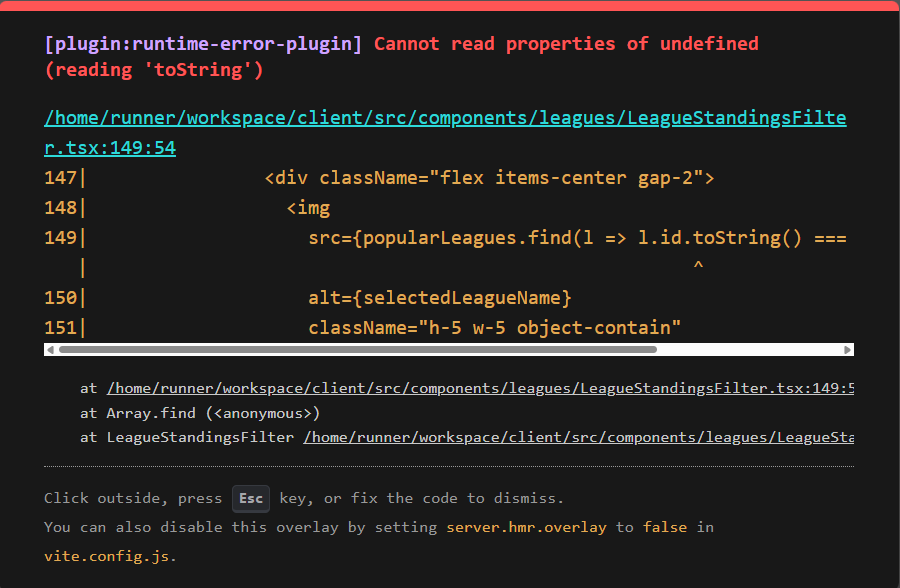 [plugin:runtime-error-plugin] Cannot read properties of undefined
(reading 'toString')
/home/runner/workspace/client/src/components/leagues/LeagueStandingsFilte
r.tsx:149:54
147|                <div className="flex items-center gap-2">
148|                  <img
149|                    src={popularLeagues.find(l => l.id.toString() ===
   |                                                       ^
150|                    alt={selectedLeagueName}
151|                    className="h-5 w-5 object-contain"
at /home/runner/workspace/client/src/components/leagues/LeagueStandingsFilter.tsx:149:5
at Array.find (<anonymous>)
at LeagueStandingsFilter /home/runner/workspace/client/src/components/leagues/LeagueSta
Click outside, press Esc key, or fix the code to dismiss.
You can also disable this overlay by setting server.hmr.overlay to false in
vite.config.js.